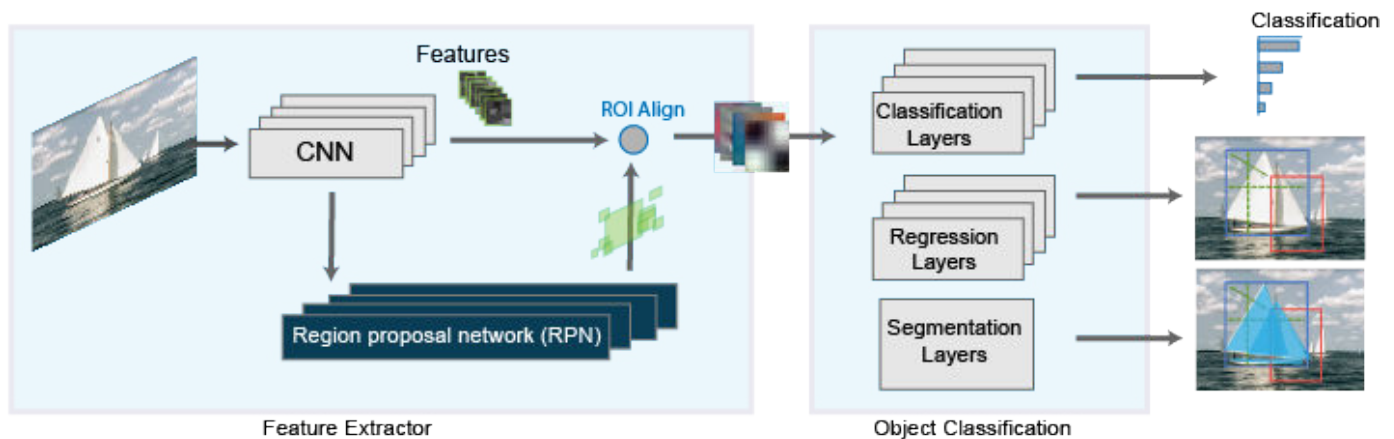 Classification
Features
ROI Align
CNN
Classification
Layers
Regression
Layers
Region proposal network (RPN)
Segmentation
Layers
Feature Extractor
Object Classification